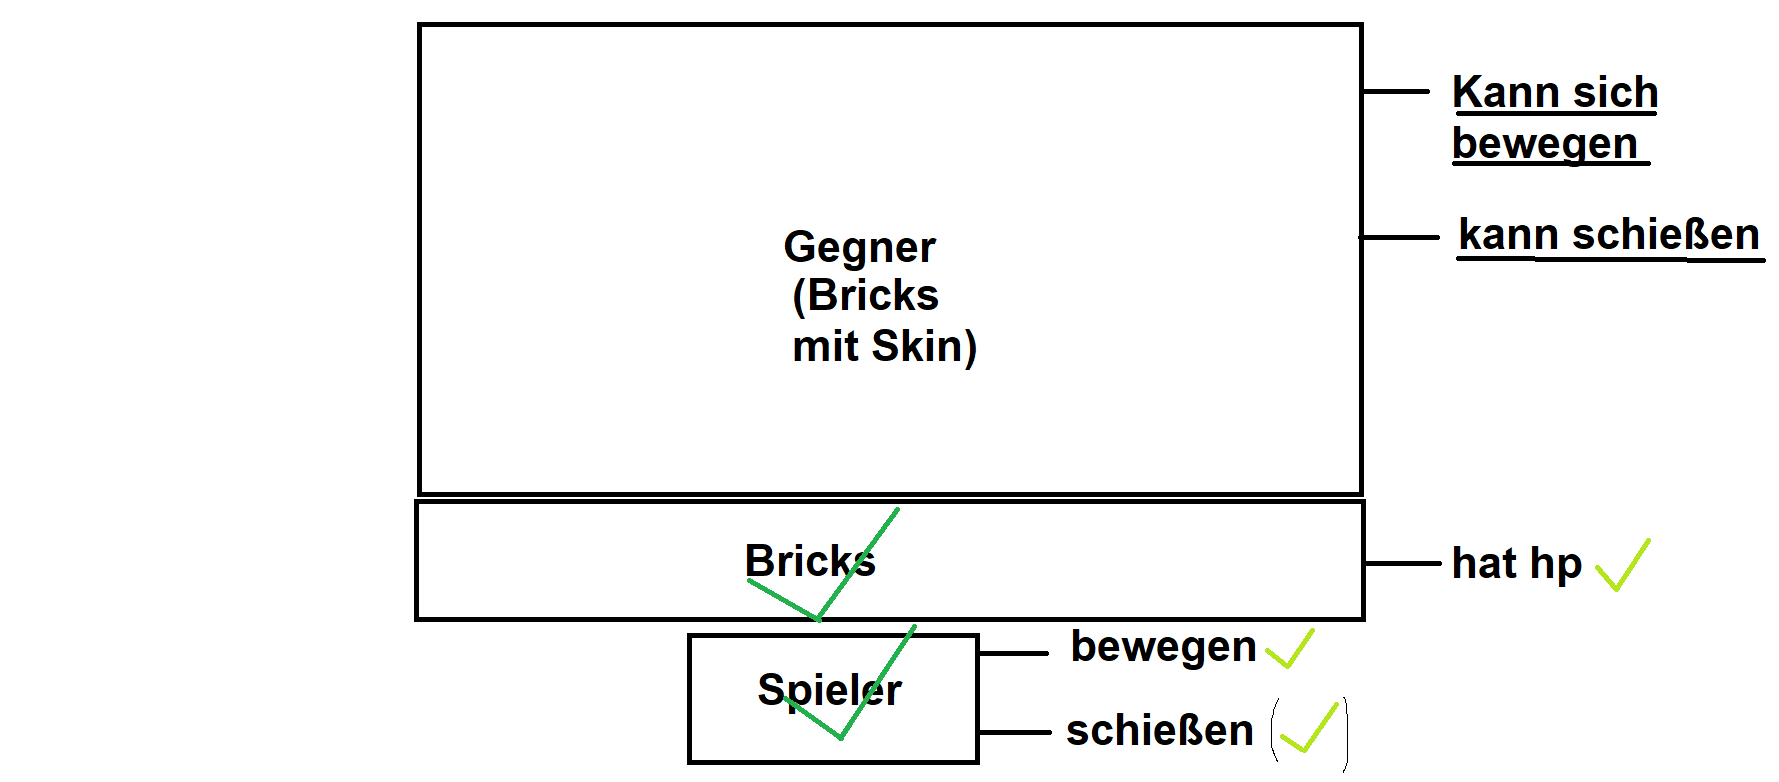 Kann sich
bewegen
kann schießen
Gegner
(Bricks
mit Skin)
Bricks
hat hp
bewegen
Spieler
schießen